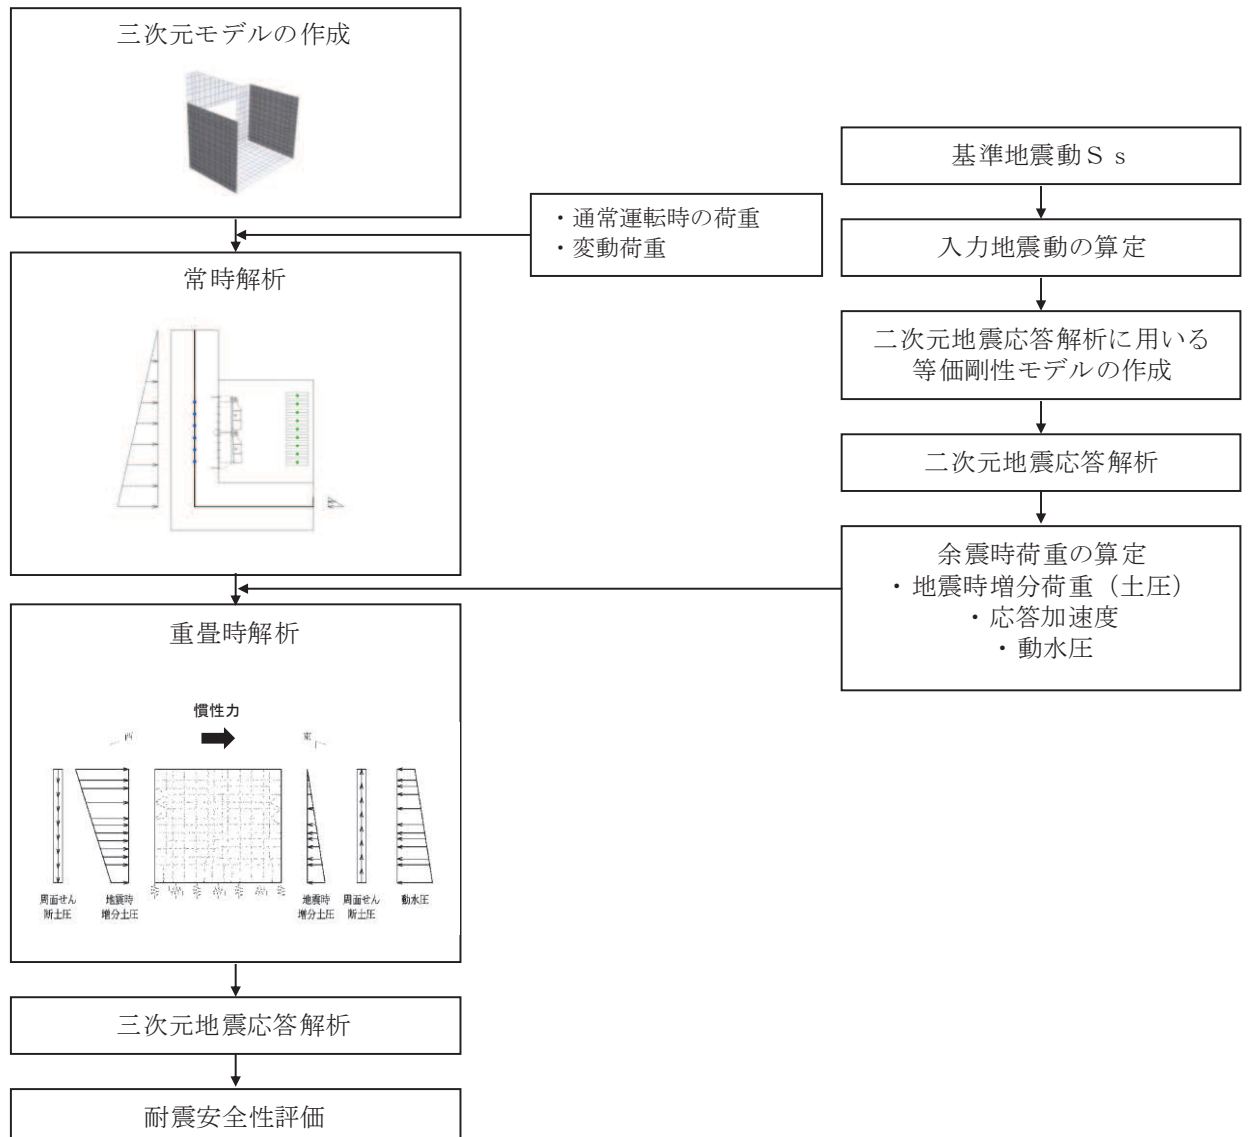 三次元モデルの作成
・通常運転時の荷重
・変動荷重
常時解析
基準地震動Ｓｓ
入力地震動の算定
二次元地震応答解析に用いる
等価剛性モデルの作成
二次元地震応答解析
余震時荷重の算定
・地震時増分荷重（土圧）
・応答加速度
・動水圧
重畳時解析
慣性力
西
東
周面せん
断土圧
地震時
増分土圧
地震時
増分土圧
周面せん
断土圧
動水圧
三次元地震応答解析
耐震安全性評価